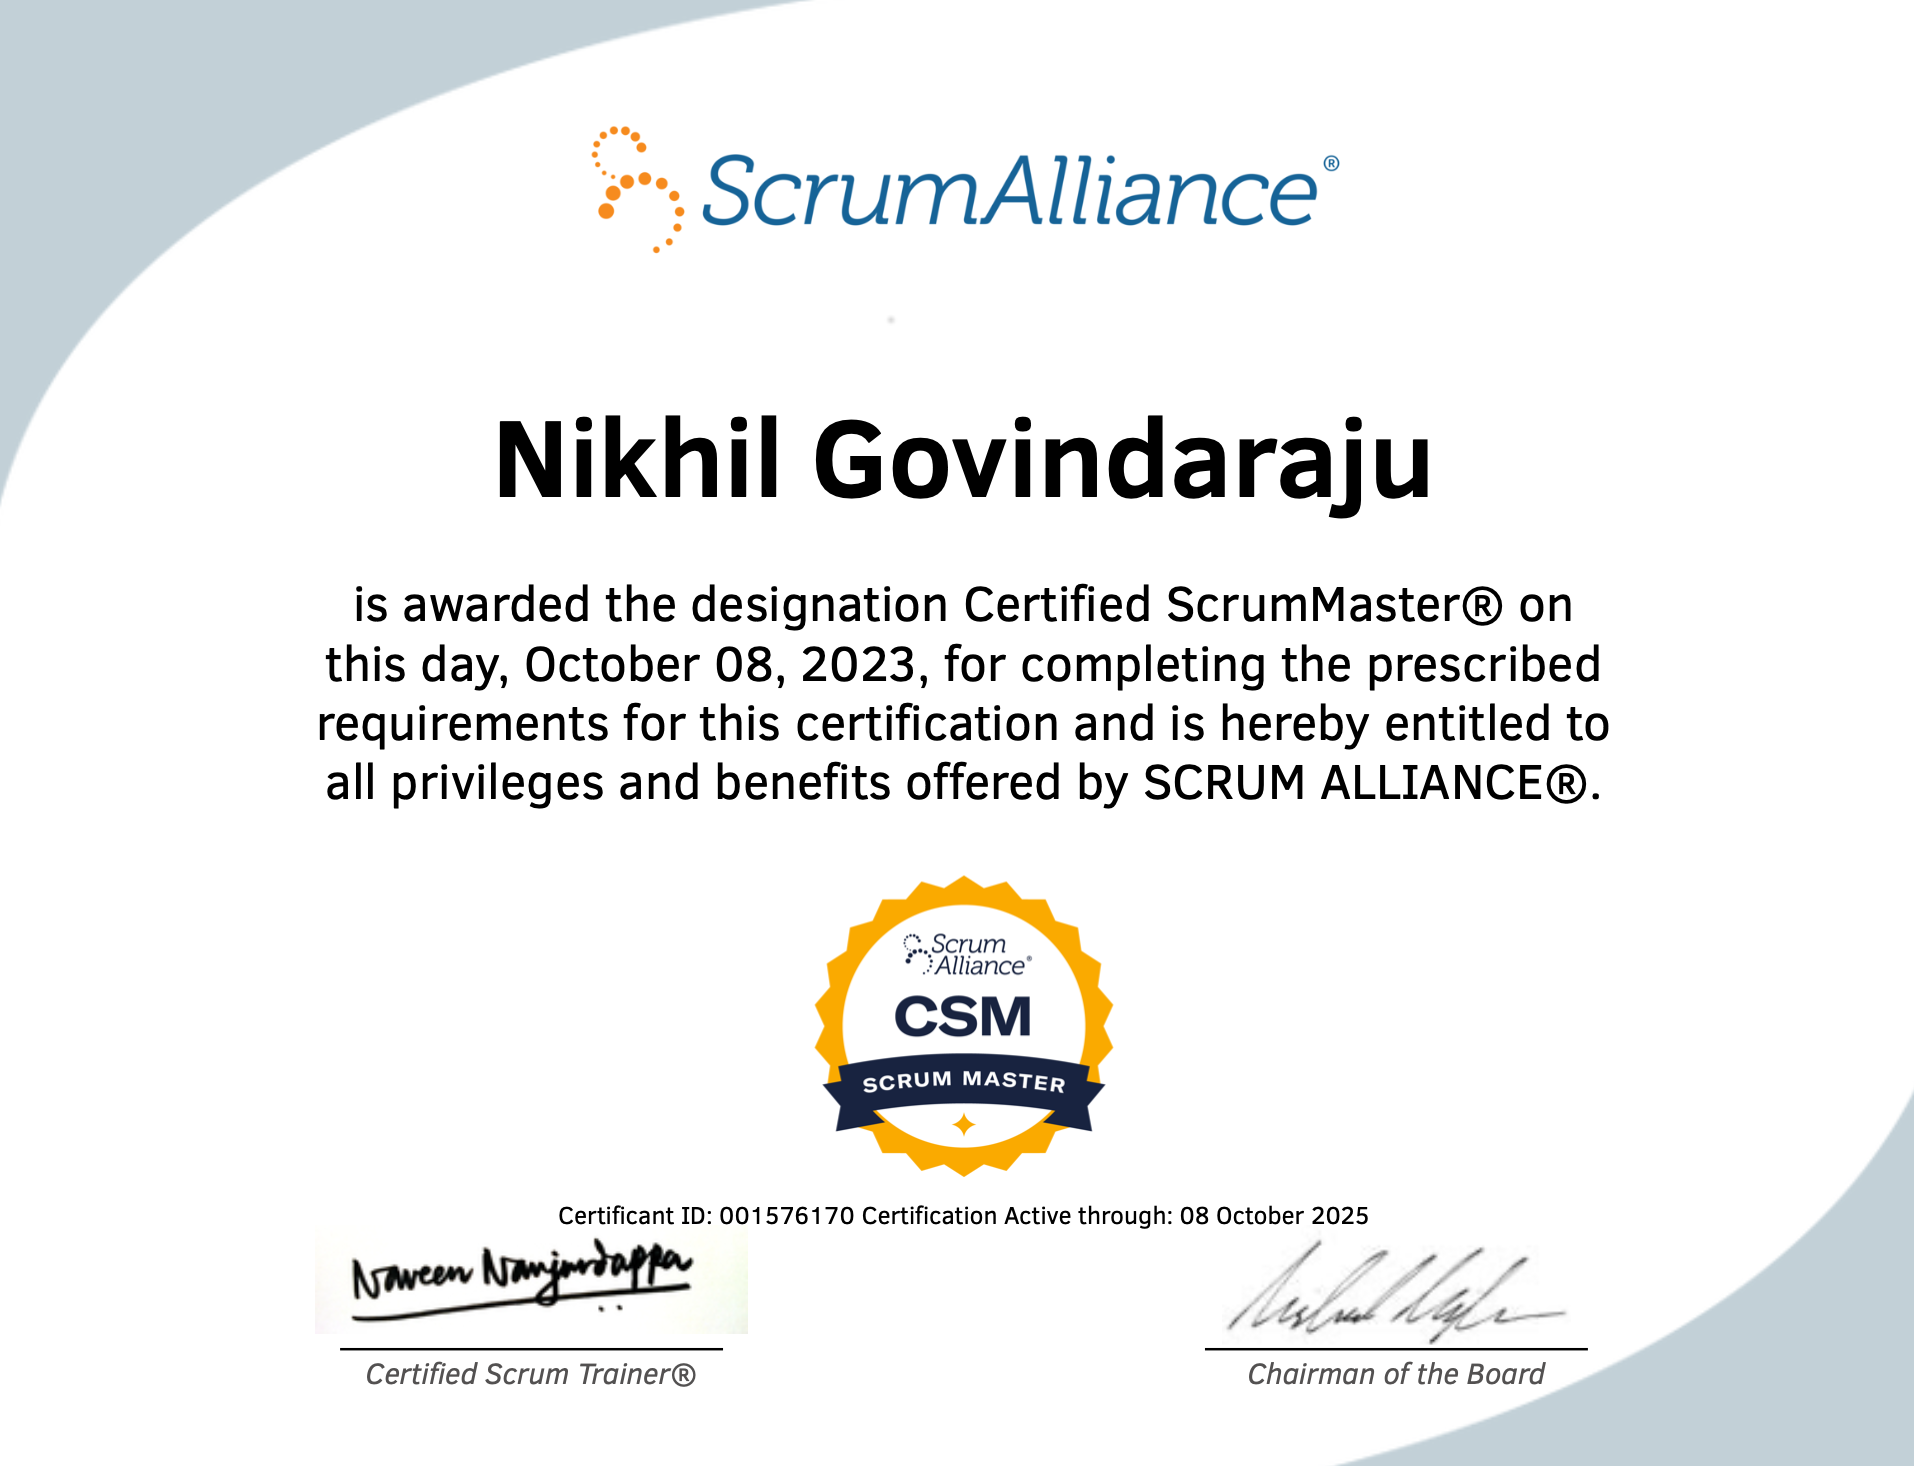 ScrumAlliance®
Nikhil Govindaraju
is awarded the designation Certified ScrumMaster® on
this day, October 08, 2023, for completing the prescribed
requirements for this certification and is hereby entitled to
all privileges and benefits offered by SCRUM ALLIANCE®.
Scrum
Alliance®
CSM
SCRUM MASTER
Certificant ID: 001576170 Certification Active through: 08 October 2025
Naveen Nanjundappa
Certified Scrum Trainer®
Chairman of the Board